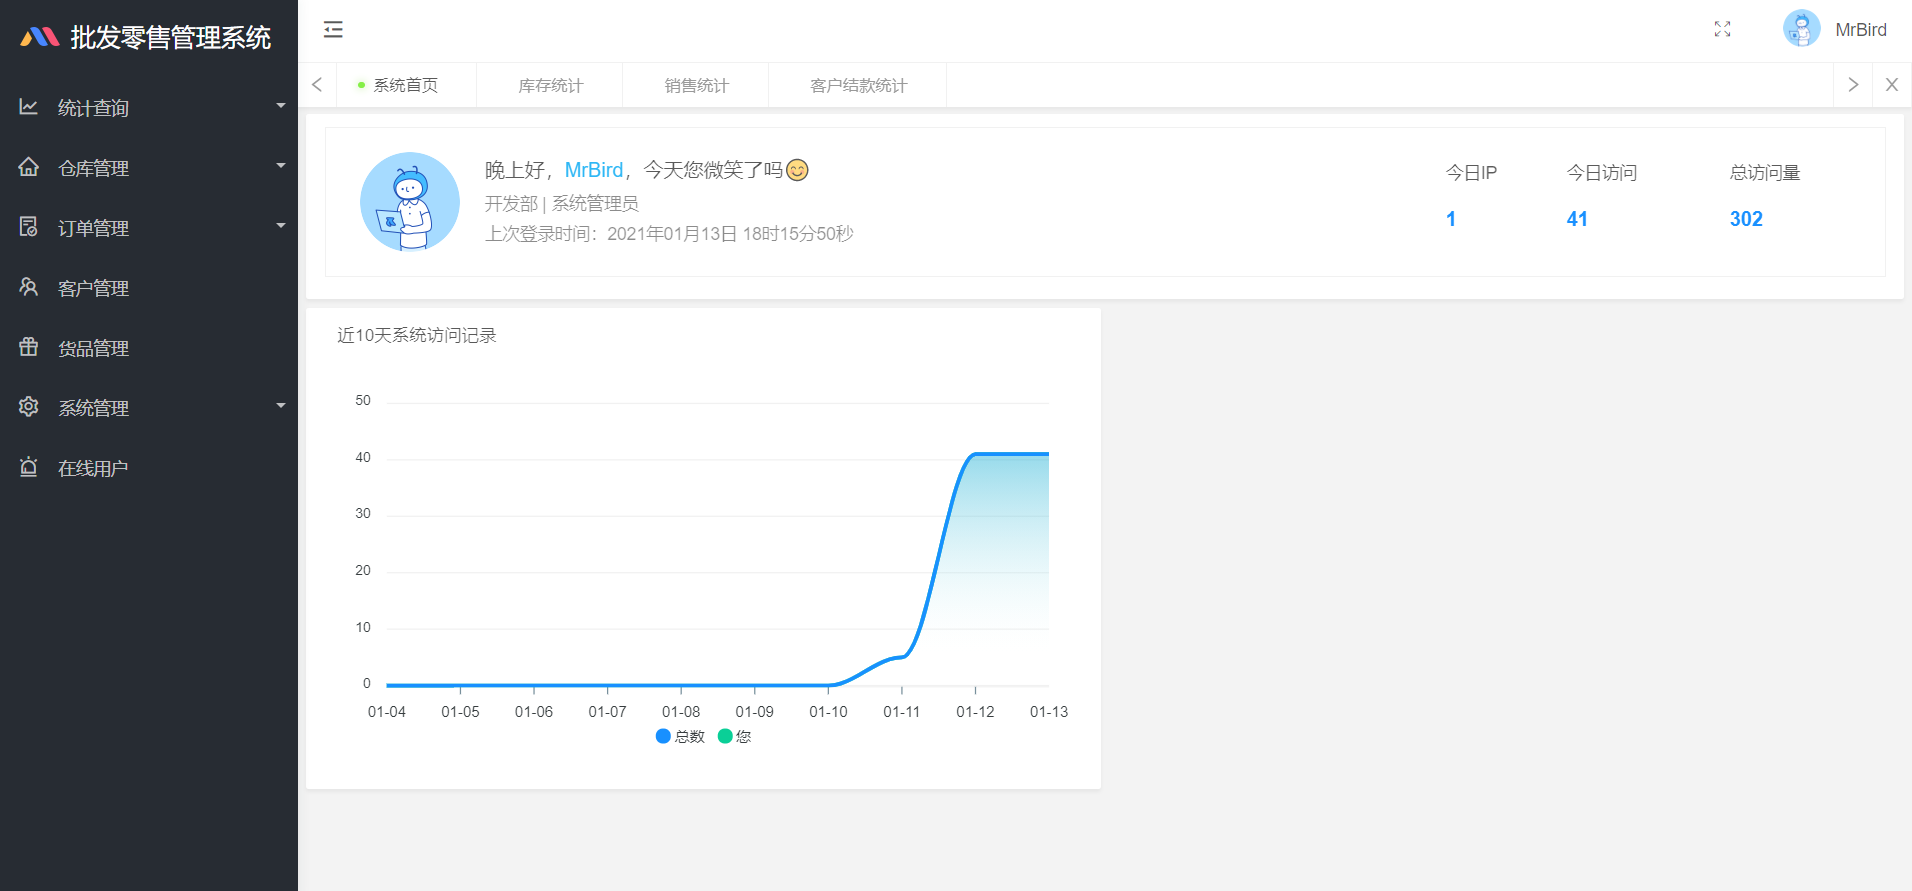 批发零售管理系统
统计查询
仓库管理
订单管理
客户管理
货品管理
系统管理
在线用户
MrBird
系统首页
库存统计
销售统计
客户结款统计
X
晚上好，MrBird，今天您微笑了吗😊
开发部 | 系统管理员
上次登录时间：2021年01月13日 18时15分50秒
今日IP
1
今日访问
41
总访问量
302
近10天系统访问记录
50
40
30
20
10
0
01-04 01-05 01-06 01-07 01-08 01-09 01-10 01-11 01-12 01-13
总数 您